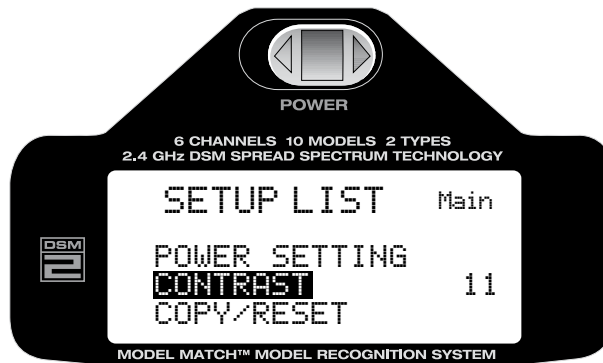 POWER
6 CHANNELS 10 MODELS 2 TYPES
2.4 GHz DSM SPREAD SPECTRUM TECHNOLOGY
SETUP LIST Main
DSM
2
POWER SETTING
CONTRAST 11
COPY/RESET
MODEL MATCH™ MODEL RECOGNITION SYSTEM